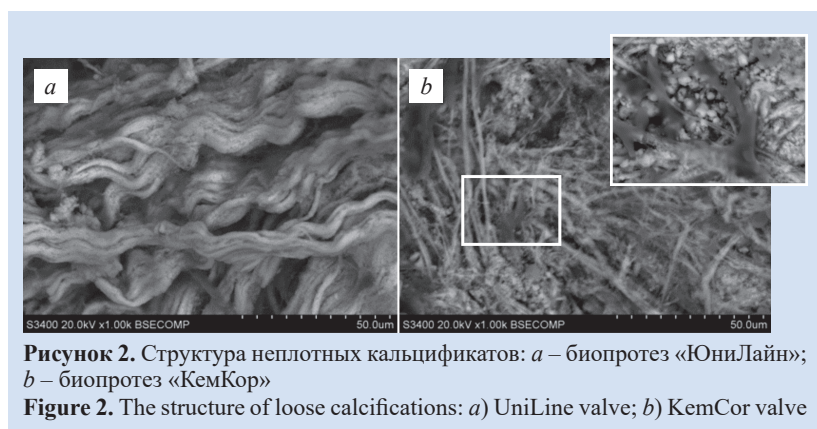 a
b
S3400 20.0kV x1.00k BSECOMP 50.0um
S3400 20.0kV x1.00k BSECOMP 50.0um
Рисунок 2. Структура неплотных кальцификатов: a – биопротез «ЮниЛайн»;
b – биопротез «КемКор»
Figure 2. The structure of loose calcifications: a) UniLine valve; b) KemCor valve